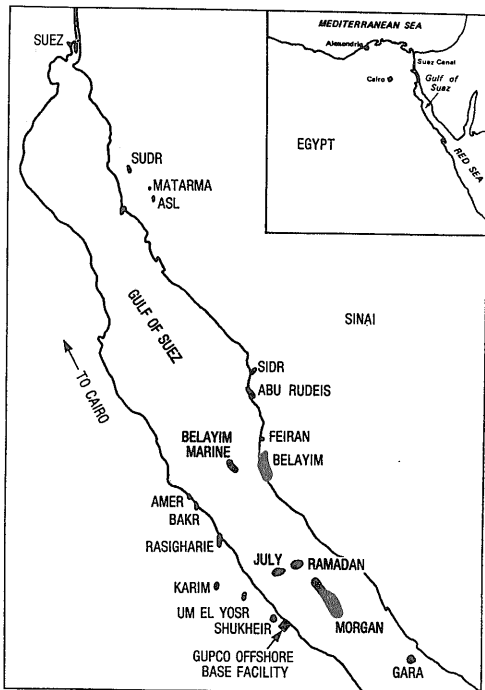 MEDITERRANEAN SEA
Alexandria
Suez Canal
Cairo
Gulf of
Suez
EGYPT
RED SEA
SUEZ
SUDR
MATARMA
ASL
GULF OF SUEZ
SINAI
TO CAIRO
SIDR
ABU RUDEIS
FEIRAN
BELAYIM
MARINE
BELAYIM
AMER
BAKR
RASIGHARIE
JULY
RAMADAN
KARIM
UM EL YOSR
SHUKHEIR
MORGAN
GUPCO OFFSHORE
BASE FACILITY
GARA